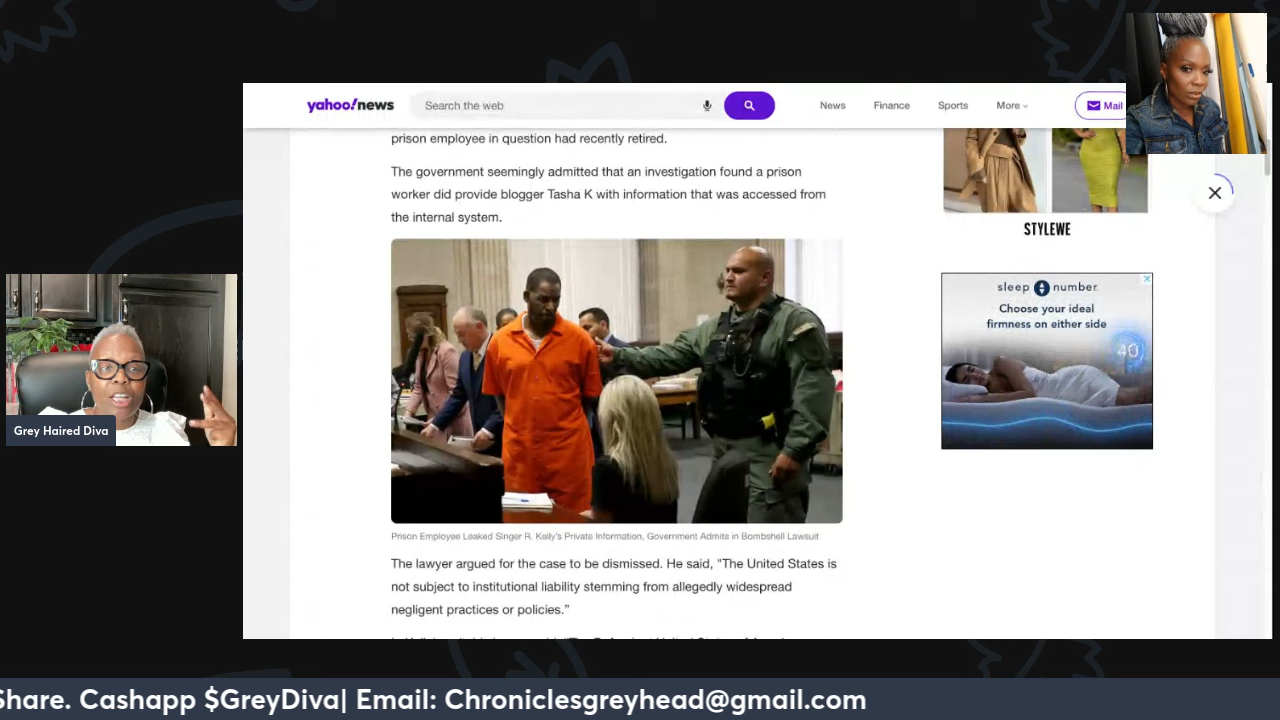 yahoo!news
Search the web
News
Finance
Sports
More
Mail
prison employee in question had recently retired.
The government seemingly admitted that an investigation found a prison
worker did provide blogger Tasha K with information that was accessed from
the internal system.
STYLEWE
sleep number
Choose your ideal
firmness on either side
40
Grey Haired Diva
Prison Employee Leaked Singer R. Kelly's Private Information, Government Admits in Bombshell Lawsuit
The lawyer argued for the case to be dismissed. He said, "The United States is
not subject to institutional liability stemming from allegedly widespread
negligent practices or policies."
Share. Cashapp $GreyDiva| Email: Chroniclesgreyhead@gmail.com